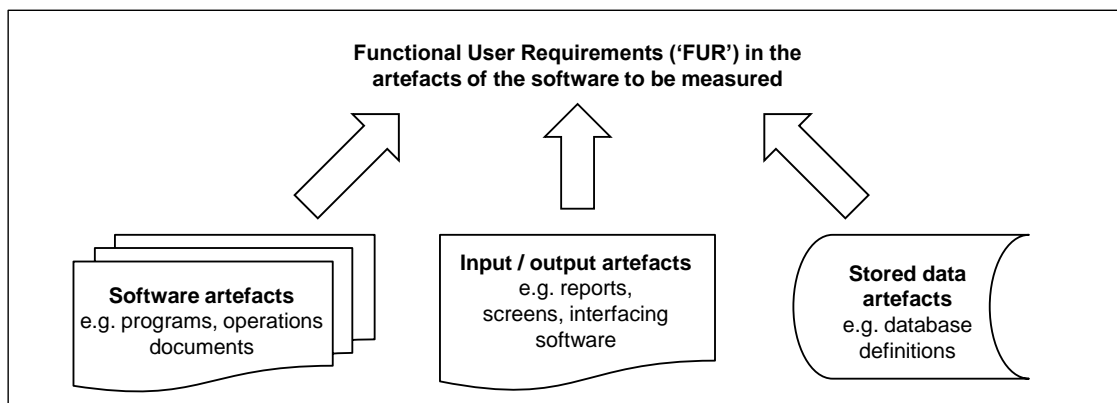 Functional User Requirements (‘FUR’) in the
artefacts of the software to be measured
Software artefacts
e.g. programs, operations
documents
Input / output artefacts
e.g. reports,
screens, interfacing
software
Stored data
artefacts
e.g. database
definitions